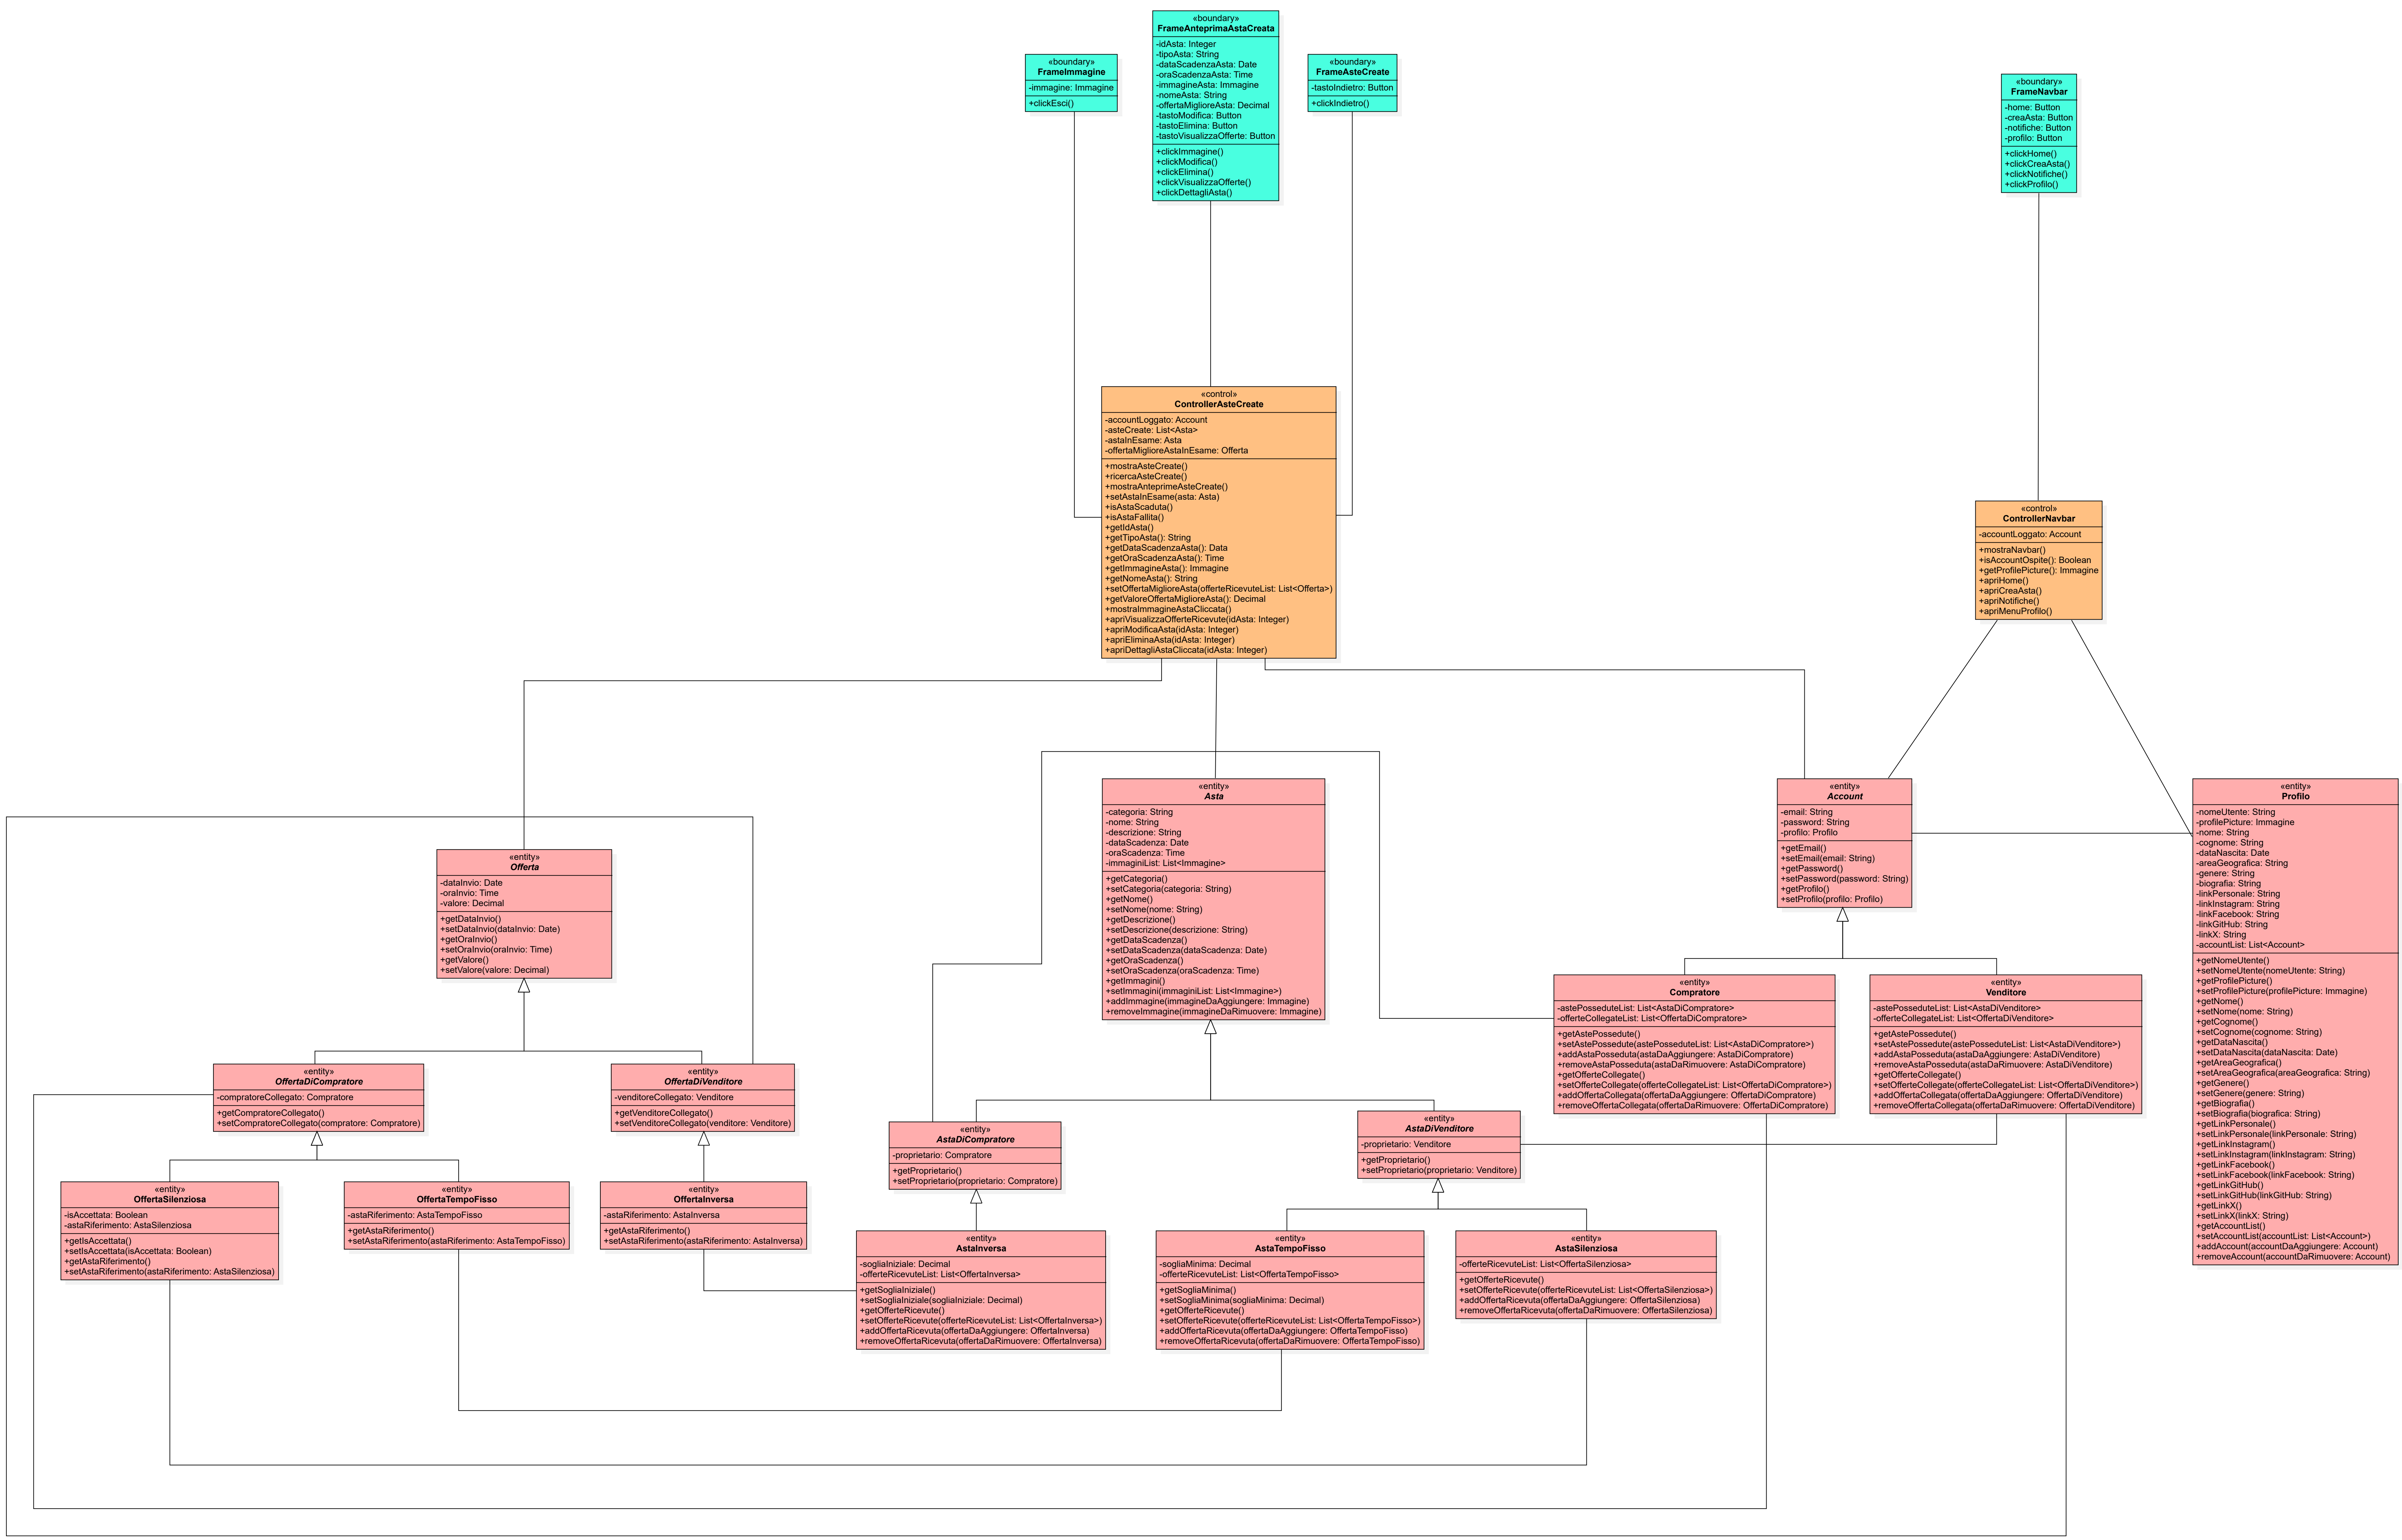 «boundary»
FrameAnteprimaAstaCreata
-idAsta: Integer
-tipoAsta: String
-dataScadenzaAsta: Date
-oraScadenzaAsta: Time
-immagineAsta: Immagine
-nomeAsta: String
-offertaMiglioreAsta: Decimal
-tastoModifica: Button
-tastoElimina: Button
-tastoVisualizzaOfferte: Button
+clickImmagine()
+clickModifica()
+clickElimina()
+clickVisualizzaOfferte()
+clickDettagliAsta()
«boundary»
FrameImmagine
-immagine: Immagine
+clickEsci()
«boundary»
FrameAsteCreate
-tastoIndietro: Button
+clickIndietro()
«boundary»
FrameNavbar
-home: Button
-creaAsta: Button
-notifiche: Button
-profilo: Button
+clickHome()
+clickCreaAsta()
+clickNotifiche()
+clickProfilo()
«control»
ControllerAsteCreate
-accountLoggato: Account
-asteCreate: List<Asta>
-astaInEsame: Asta
-offertaMiglioreAstaInEsame: Offerta
+mostraAsteCreate()
+ricercaAsteCreate()
+mostraAnteprimeAsteCreate()
+setAstaInEsame(asta: Asta)
+isAstaScaduta()
+isAstaFallita()
+getIdAsta()
+getTipoAsta(): String
+getDataScadenzaAsta(): Data
+getOraScadenzaAsta(): Time
+getImmagineAsta(): Immagine
+getNomeAsta(): String
+setOffertaMiglioreAsta(offerteRicevuteList: List<Offerta>)
+getValoreOffertaMiglioreAsta(): Decimal
+mostraImmagineAstaCliccata()
+apriVisualizzaOfferteRicevute(idAsta: Integer)
+apriModificaAsta(idAsta: Integer)
+apriEliminaAsta(idAsta: Integer)
+apriDettagliAstaCliccata(idAsta: Integer)
«control»
ControllerNavbar
-accountLoggato: Account
+mostraNavbar()
+isAccountOspite(): Boolean
+getProfilePicture(): Immagine
+apriHome()
+apriCreaAsta()
+apriNotifiche()
+apriMenuProfilo()
«entity»
Offerta
-dataInvio: Date
-oraInvio: Time
-valore: Decimal
+getDataInvio()
+setDataInvio(dataInvio: Date)
+getOraInvio()
+setOraInvio(oraInvio: Time)
+getValore()
+setValore(valore: Decimal)
«entity»
Asta
-categoria: String
-nome: String
-descrizione: String
-dataScadenza: Date
-oraScadenza: Time
-immaginiList: List<Immagine>
+getCategoria()
+setCategoria(categoria: String)
+getNome()
+setNome(nome: String)
+getDescrizione()
+setDescrizione(descrizione: String)
+getDataScadenza()
+setDataScadenza(dataScadenza: Date)
+getOraScadenza()
+setOraScadenza(oraScadenza: Time)
+getImmagini()
+setImmagini(immaginiList: List<Immagine>)
+addImmagine(immagineDaAggiungere: Immagine)
+removeImmagine(immagineDaRimuovere: Immagine)
«entity»
Account
-email: String
-password: String
-profilo: Profilo
+getEmail()
+setEmail(email: String)
+getPassword()
+setPassword(password: String)
+getProfilo()
+setProfilo(profilo: Profilo)
«entity»
Profilo
-nomeUtente: String
-profilePicture: Immagine
-nome: String
-cognome: String
-dataNascita: Date
-areaGeografica: String
-genere: String
-biografia: String
-linkPersonale: String
-linkInstagram: String
-linkFacebook: String
-linkGitHub: String
-linkX: String
-accountList: List<Account>
+getNomeUtente()
+setNomeUtente(nomeUtente: String)
+getProfilePicture()
+setProfilePicture(profilePicture: Immagine)
+getNome()
+setNome(nome: String)
+getCognome()
+setCognome(cognome: String)
+getDataNascita()
+setDataNascita(dataNascita: Date)
+getAreaGeografica()
+setAreaGeografica(areaGeografica: String)
+getGenere()
+setGenere(genere: String)
+getBiografia()
+setBiografia(biografica: String)
+getLinkPersonale()
+setLinkPersonale(linkPersonale: String)
+getLinkInstagram()
+setLinkInstagram(linkInstagram: String)
+getLinkFacebook()
+setLinkFacebook(linkFacebook: String)
+getLinkGitHub()
+setLinkGitHub(linkGitHub: String)
+getLinkX()
+setLinkX(linkX: String)
+getAccountList()
+setAccountList(accountList: List<Account>)
+addAccount(accountDaAggiungere: Account)
+removeAccount(accountDaRimuovere: Account)
«entity»
Compratore
-astePosseduteList: List<AstaDiCompratore>
-offerteCollegateList: List<OffertaDiCompratore>
+getAstePossedute()
+setAstePossedute(astePosseduteList: List<AstaDiCompratore>)
+addAstaPosseduta(astaDaAggiungere: AstaDiCompratore)
+removeAstaPosseduta(astaDaRimuovere: AstaDiCompratore)
+getOfferteCollegate()
+setOfferteCollegate(offerteCollegateList: List<OffertaDiCompratore>)
+addOffertaCollegata(offertaDaAggiungere: OffertaDiCompratore)
+removeOffertaCollegata(offertaDaRimuovere: OffertaDiCompratore)
«entity»
Venditore
-astePosseduteList: List<AstaDiVenditore>
-offerteCollegateList: List<OffertaDiVenditore>
+getAstePossedute()
+setAstePossedute(astePosseduteList: List<AstaDiVenditore>)
+addAstaPosseduta(astaDaAggiungere: AstaDiVenditore)
+removeAstaPosseduta(astaDaRimuovere: AstaDiVenditore)
+getOfferteCollegate()
+setOfferteCollegate(offerteCollegateList: List<OffertaDiVenditore>)
+addOffertaCollegata(offertaDaAggiungere: OffertaDiVenditore)
+removeOffertaCollegata(offertaDaRimuovere: OffertaDiVenditore)
«entity»
OffertaDiCompratore
-compratoreCollegato: Compratore
+getCompratoreCollegato()
+setCompratoreCollegato(compratore: Compratore)
«entity»
OffertaDiVenditore
-venditoreCollegato: Venditore
+getVenditoreCollegato()
+setVenditoreCollegato(venditore: Venditore)
«entity»
AstaDiCompratore
-proprietario: Compratore
+getProprietario()
+setProprietario(proprietario: Compratore)
«entity»
AstaDiVenditore
-proprietario: Venditore
+getProprietario()
+setProprietario(proprietario: Venditore)
«entity»
OffertaSilenziosa
-isAccettata: Boolean
-astaRiferimento: AstaSilenziosa
+getIsAccettata()
+setIsAccettata(isAccettata: Boolean)
+getAstaRiferimento()
+setAstaRiferimento(astaRiferimento: AstaSilenziosa)
«entity»
OffertaTempoFisso
-astaRiferimento: AstaTempoFisso
+getAstaRiferimento()
+setAstaRiferimento(astaRiferimento: AstaTempoFisso)
«entity»
OffertaInversa
-astaRiferimento: AstaInversa
+getAstaRiferimento()
+setAstaRiferimento(astaRiferimento: AstaInversa)
«entity»
AstaInversa
-sogliaIniziale: Decimal
-offerteRicevuteList: List<OffertaInversa>
+getSogliaIniziale()
+setSogliaIniziale(sogliaIniziale: Decimal)
+getOfferteRicevute()
+setOfferteRicevute(offerteRicevuteList: List<OffertaInversa>)
+addOffertaRicevuta(offertaDaAggiungere: OffertaInversa)
+removeOffertaRicevuta(offertaDaRimuovere: OffertaInversa)
«entity»
AstaTempoFisso
-sogliaMinima: Decimal
-offerteRicevuteList: List<OffertaTempoFisso>
+getSogliaMinima()
+setSogliaMinima(sogliaMinima: Decimal)
+getOfferteRicevute()
+setOfferteRicevute(offerteRicevuteList: List<OffertaTempoFisso>)
+addOffertaRicevuta(offertaDaAggiungere: OffertaTempoFisso)
+removeOffertaRicevuta(offertaDaRimuovere: OffertaTempoFisso)
«entity»
AstaSilenziosa
-offerteRicevuteList: List<OffertaSilenziosa>
+getOfferteRicevute()
+setOfferteRicevute(offerteRicevuteList: List<OffertaSilenziosa>)
+addOffertaRicevuta(offertaDaAggiungere: OffertaSilenziosa)
+removeOffertaRicevuta(offertaDaRimuovere: OffertaSilenziosa)